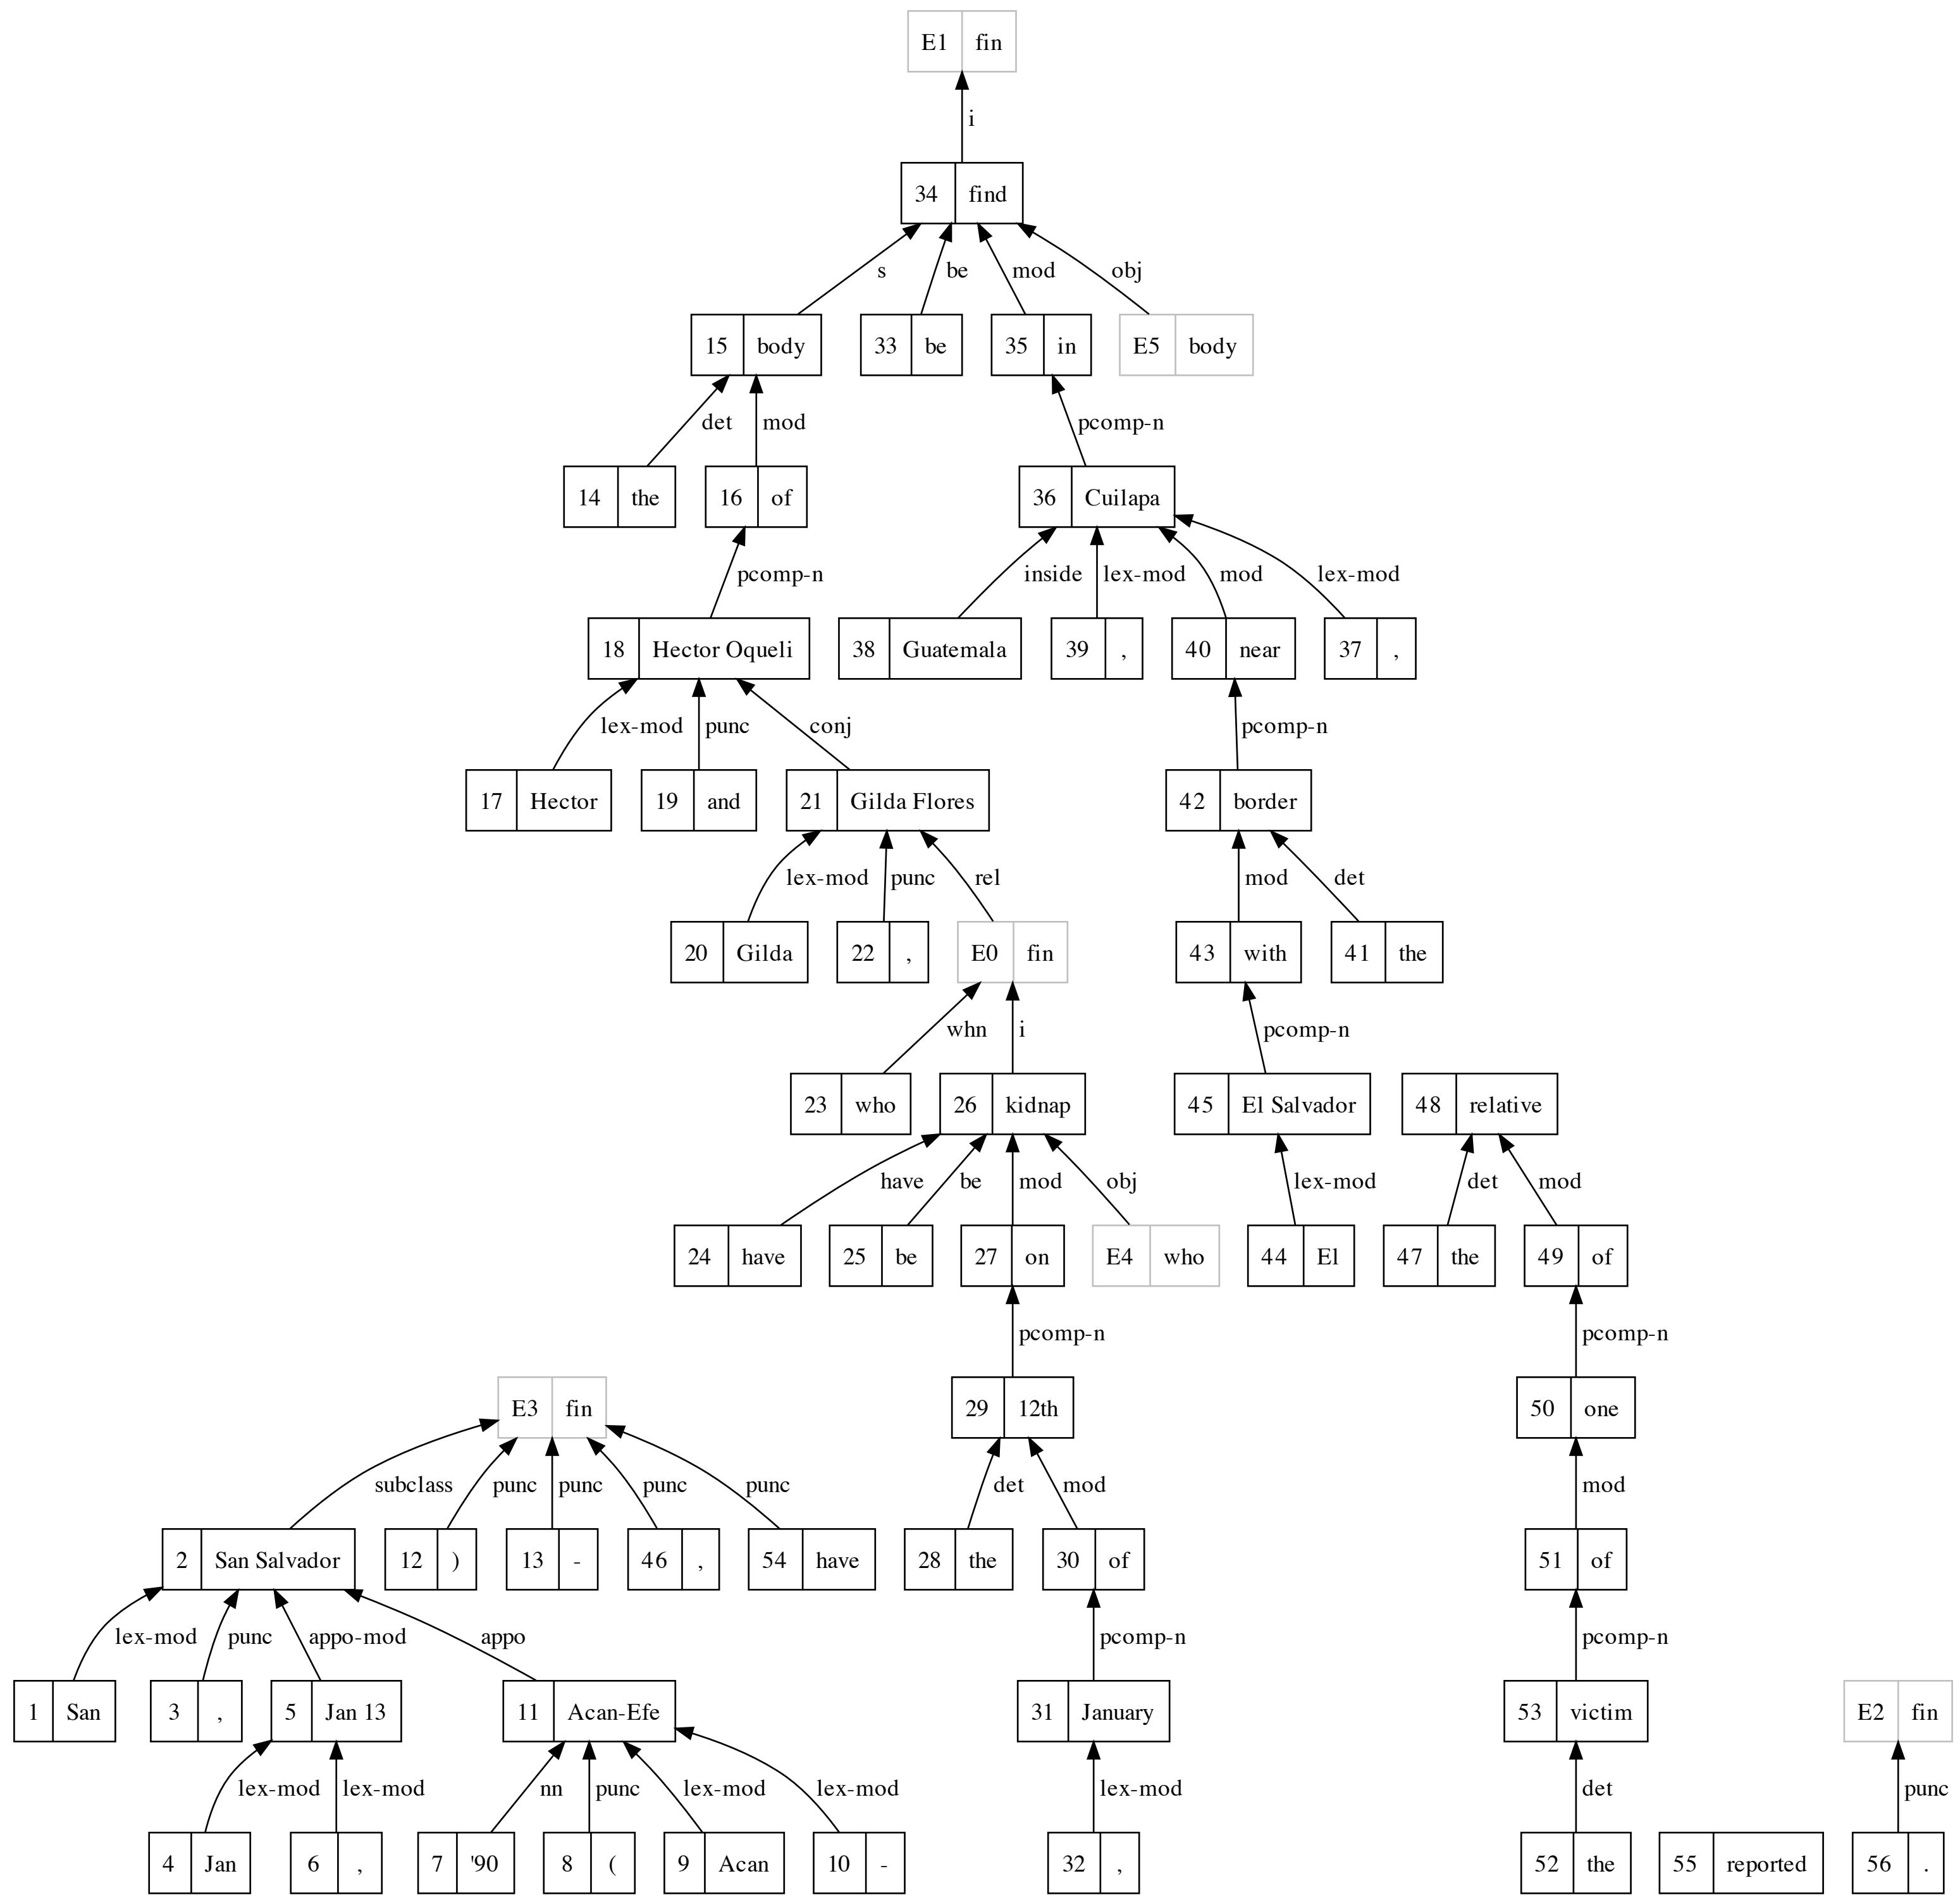 E1 fin
i
34 find
s be mod obj
15 body 33 be 35 in E5 body
det mod pcomp-n
14 the 16 of 36 Cuilapa
pcomp-n inside lex-mod mod lex-mod
18 Hector Oqueli 38 Guatemala 39 , 40 near 37 ,
lex-mod punc conj pcomp-n
17 Hector 19 and 21 Gilda Flores 42 border
lex-mod punc rel mod det
20 Gilda 22 , E0 fin 43 with 41 the
whn i pcomp-n
23 who 26 kidnap 45 El Salvador 48 relative
have be mod obj lex-mod det mod
24 have 25 be 27 on E4 who 44 El 47 the 49 of
pcomp-n pcomp-n
E3 fin 29 12th 50 one
subclass punc punc punc punc det mod mod
2 San Salvador 12 ) 13 - 46 , 54 have 28 the 30 of 51 of
lex-mod punc appo-mod appo pcomp-n pcomp-n
1 San 3 , 5 Jan 13 11 Acan-Efe 31 January 53 victim E2 fin
lex-mod lex-mod nn punc lex-mod lex-mod lex-mod det punc
4 Jan 6 , 7 '90 8 ( 9 Acan 10 - 32 , 52 the 55 reported 56 .